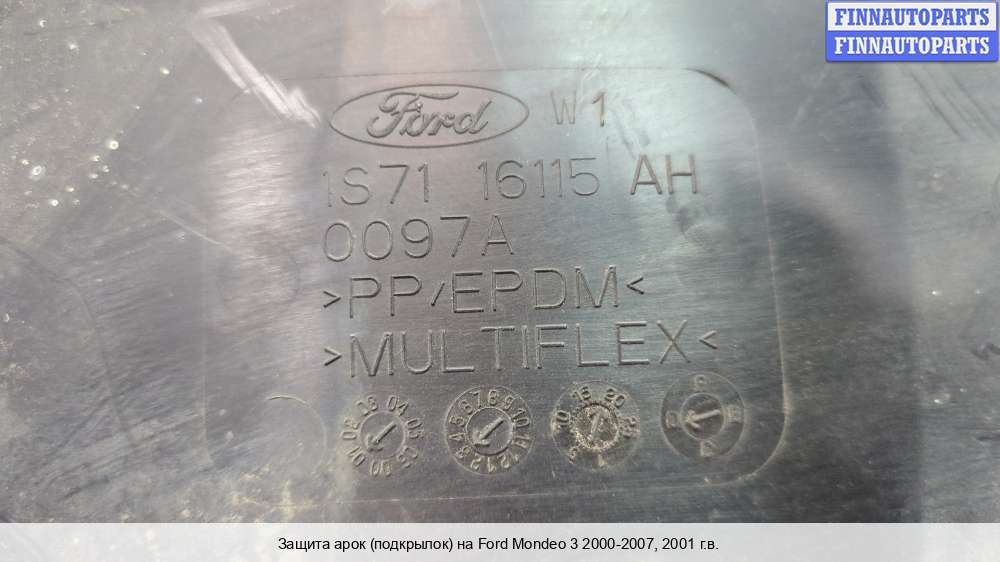 FINNAUTOPARTS
FINNAUTOPARTS
Ford W1
1S71 16115 AH
0097A
>PP/EPDM<
>MULTIFLEX<
Защита арок (подкрылок) на Ford Mondeo 3 2000-2007, 2001 г.в.